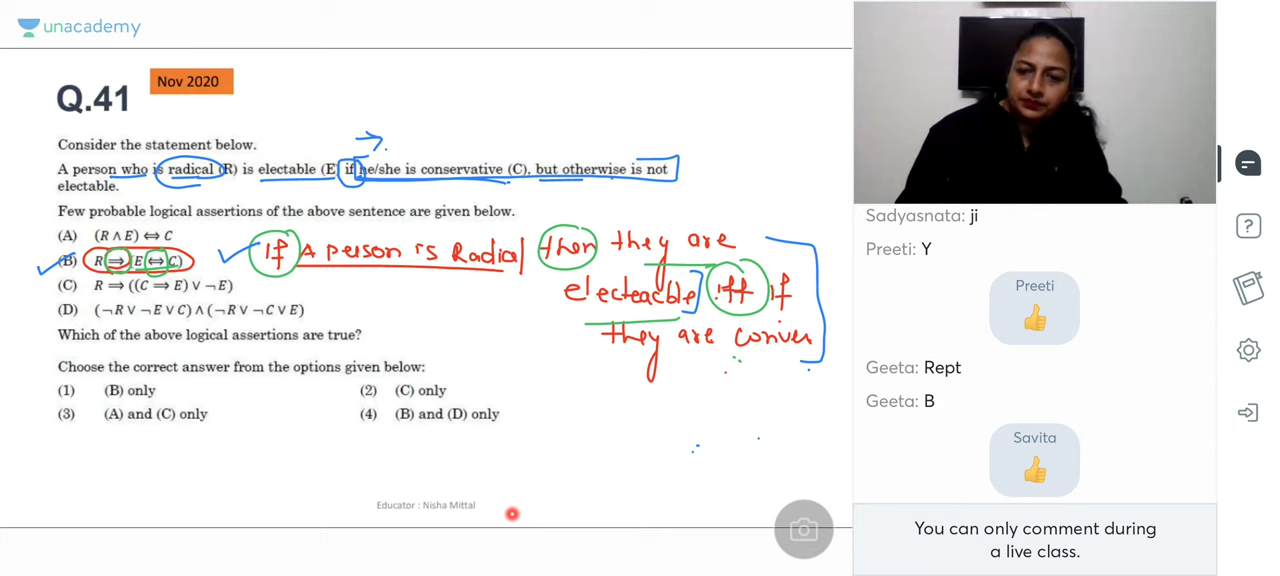 unacademy
Nov 2020
Q.41
Consider the statement below.
A person who is radical (R) is electable (E if he/she is conservative (C), but otherwise is not
electable.
Few probable logical assertions of the above sentence are given below.
(A) (R ∧ E) ⇔ C
(B) R ⇒ (E ⇔ C)
(C) R ⇒ ((C ⇒ E) ∨ ¬E)
(D) (¬R ∨ ¬E ∨ C) ∧ (¬R ∨ ¬C ∨ E)
Which of the above logical assertions are true?
Choose the correct answer from the options given below:
(1) (B) only (2) (C) only
(3) (A) and (C) only (4) (B) and (D) only
If A person is Radical then they are
electeacble iff if
they are conver
Educator : Nisha Mittal
Sadyasnata: ji
Preeti: Y
Preeti
Geeta: Rept
Geeta: B
Savita
You can only comment during
a live class.